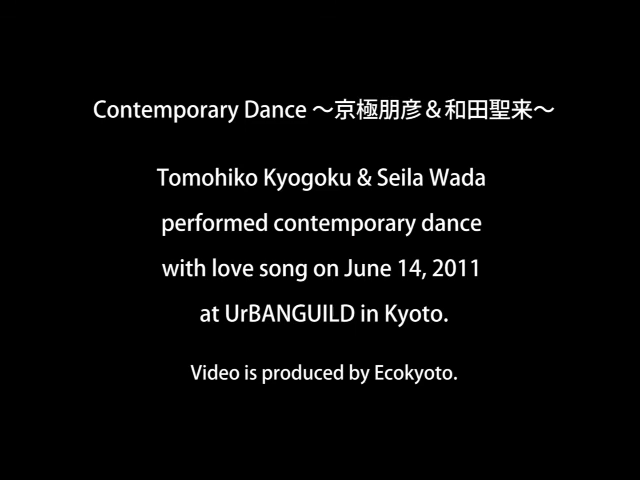 Contemporary Dance ～京極朋彦＆和田聖来～
Tomohiko Kyogoku & Seila Wada
performed contemporary dance
with love song on June 14, 2011
at UrBANGUILD in Kyoto.
Video is produced by Ecokyoto.